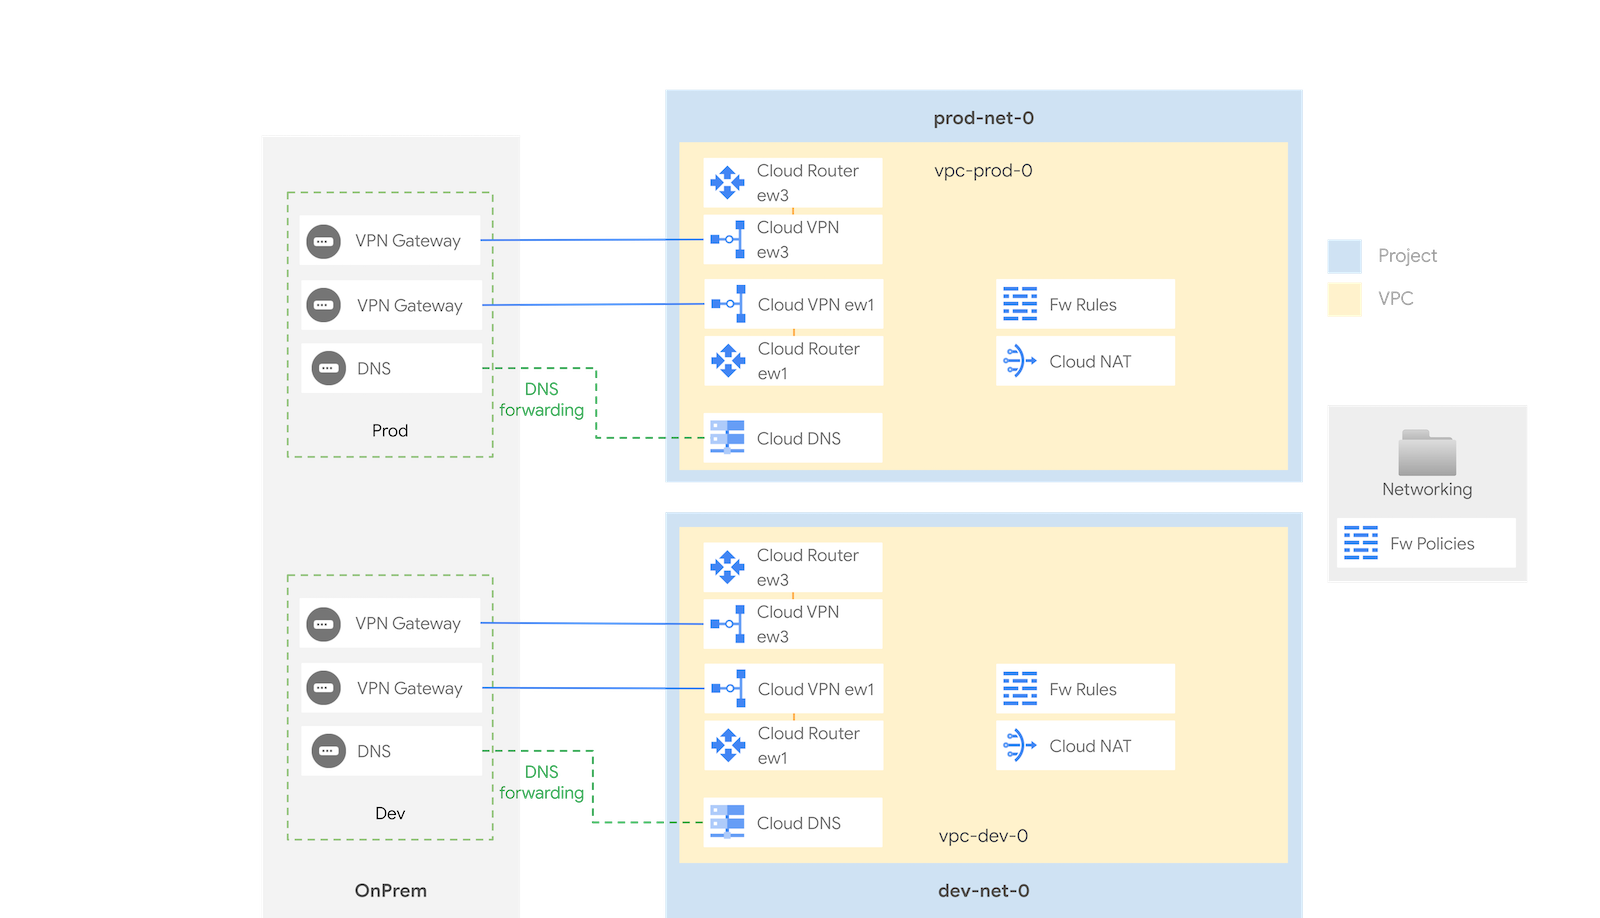 prod-net-0
vpc-prod-0
Cloud Router
ew3
Cloud VPN
ew3
Cloud VPN ew1
Cloud Router
ew1
Cloud DNS
Fw Rules
Cloud NAT
VPN Gateway
VPN Gateway
DNS
Prod
DNS
forwarding
Project
VPC
Networking
Fw Policies
Cloud Router
ew3
Cloud VPN
ew3
Cloud VPN ew1
Cloud Router
ew1
Cloud DNS
Fw Rules
Cloud NAT
vpc-dev-0
dev-net-0
VPN Gateway
VPN Gateway
DNS
Dev
DNS
forwarding
OnPrem